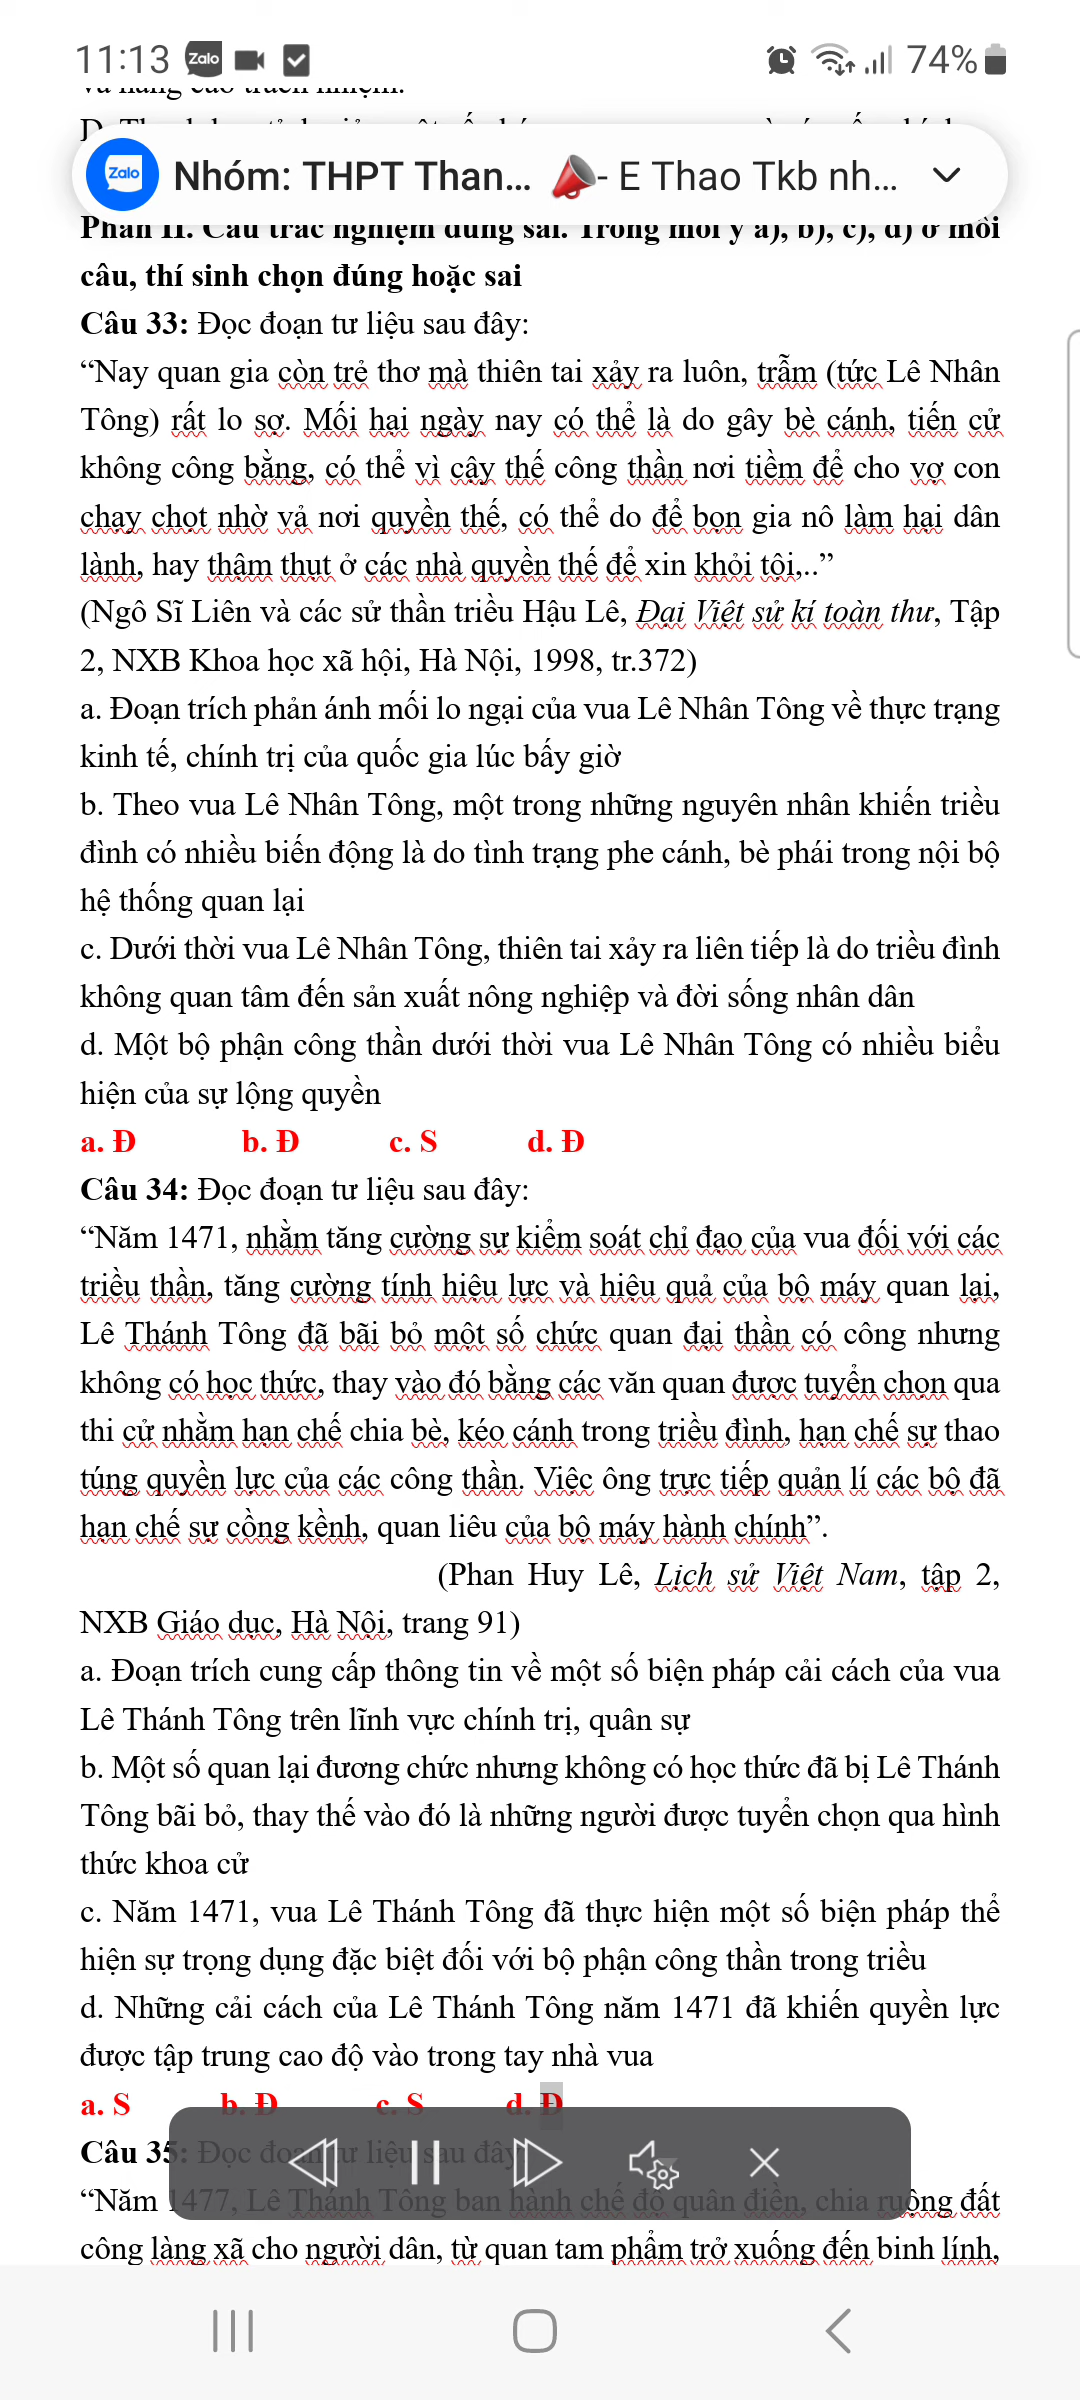 11:13 Zalo 74%
và nâng cao trách nhiệm.
Zalo Nhóm: THPT Than... - E Thao Tkb nh...
Phần II. Câu trắc nghiệm đúng sai. Trong mỗi ý a), b), c), d) ở mỗi
câu, thí sinh chọn đúng hoặc sai
Câu 33: Đọc đoạn tư liệu sau đây:
“Nay quan gia còn trẻ thơ mà thiên tai xảy ra luôn, trẫm (tức Lê Nhân
Tông) rất lo sợ. Mối hại ngày nay có thể là do gây bè cánh, tiến cử
không công bằng, có thể vì cậy thế công thần nơi tiềm để cho vợ con
chạy chọt nhờ vả nơi quyền thế, có thể do để bọn gia nô làm hại dân
lành, hay thậm thụt ở các nhà quyền thế để xin khỏi tội,..”
(Ngô Sĩ Liên và các sử thần triều Hậu Lê, Đại Việt sử kí toàn thư, Tập
2, NXB Khoa học xã hội, Hà Nội, 1998, tr.372)
a. Đoạn trích phản ánh mối lo ngại của vua Lê Nhân Tông về thực trạng
kinh tế, chính trị của quốc gia lúc bấy giờ
b. Theo vua Lê Nhân Tông, một trong những nguyên nhân khiến triều
đình có nhiều biến động là do tình trạng phe cánh, bè phái trong nội bộ
hệ thống quan lại
c. Dưới thời vua Lê Nhân Tông, thiên tai xảy ra liên tiếp là do triều đình
không quan tâm đến sản xuất nông nghiệp và đời sống nhân dân
d. Một bộ phận công thần dưới thời vua Lê Nhân Tông có nhiều biểu
hiện của sự lộng quyền
a. Đ b. Đ c. S d. Đ
Câu 34: Đọc đoạn tư liệu sau đây:
“Năm 1471, nhằm tăng cường sự kiểm soát chỉ đạo của vua đối với các
triều thần, tăng cường tính hiệu lực và hiệu quả của bộ máy quan lại,
Lê Thánh Tông đã bãi bỏ một số chức quan đại thần có công nhưng
không có học thức, thay vào đó bằng các văn quan được tuyển chọn qua
thi cử nhằm hạn chế chia bè, kéo cánh trong triều đình, hạn chế sự thao
túng quyền lực của các công thần. Việc ông trực tiếp quản lí các bộ đã
hạn chế sự cồng kềnh, quan liêu của bộ máy hành chính”.
(Phan Huy Lê, Lịch sử Việt Nam, tập 2,
NXB Giáo dục, Hà Nội, trang 91)
a. Đoạn trích cung cấp thông tin về một số biện pháp cải cách của vua
Lê Thánh Tông trên lĩnh vực chính trị, quân sự
b. Một số quan lại đương chức nhưng không có học thức đã bị Lê Thánh
Tông bãi bỏ, thay thế vào đó là những người được tuyển chọn qua hình
thức khoa cử
c. Năm 1471, vua Lê Thánh Tông đã thực hiện một số biện pháp thể
hiện sự trọng dụng đặc biệt đối với bộ phận công thần trong triều
d. Những cải cách của Lê Thánh Tông năm 1471 đã khiến quyền lực
được tập trung cao độ vào trong tay nhà vua
a. S b. Đ c. S d. Đ
Câu 35: Đọc đoạn tư liệu sau đây:
“Năm 1477, Lê Thánh Tông ban hành chế độ quân điền, chia ruộng đất
công làng xã cho người dân, từ quan tam phẩm trở xuống đến binh lính,